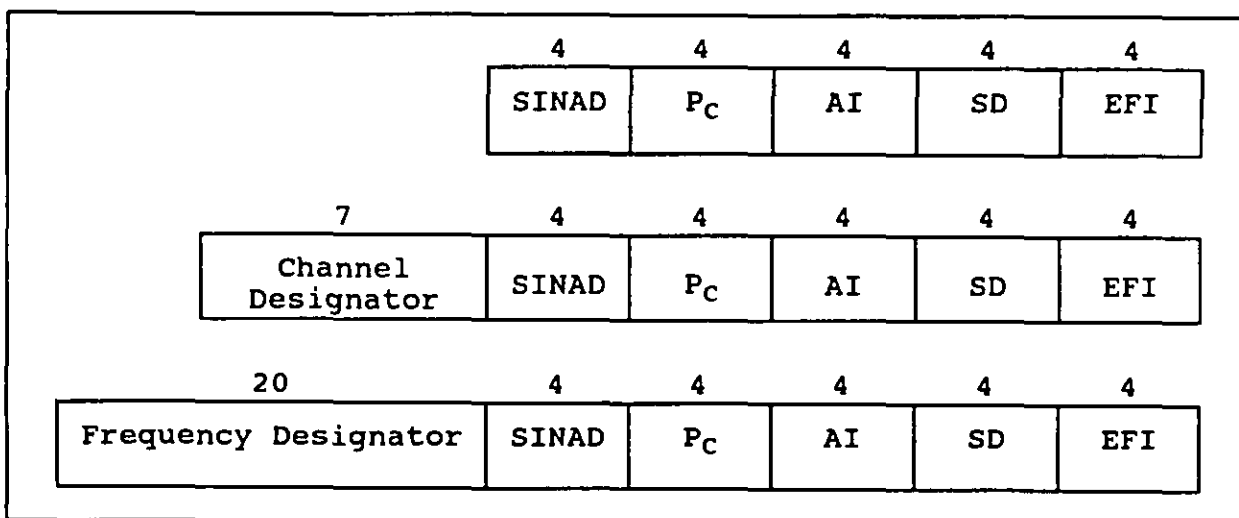 4 4 4 4 4
SINAD P_C AI SD EFI
7 4 4 4 4 4
Channel
Designator SINAD P_C AI SD EFI
20 4 4 4 4 4
Frequency Designator SINAD P_C AI SD EFI